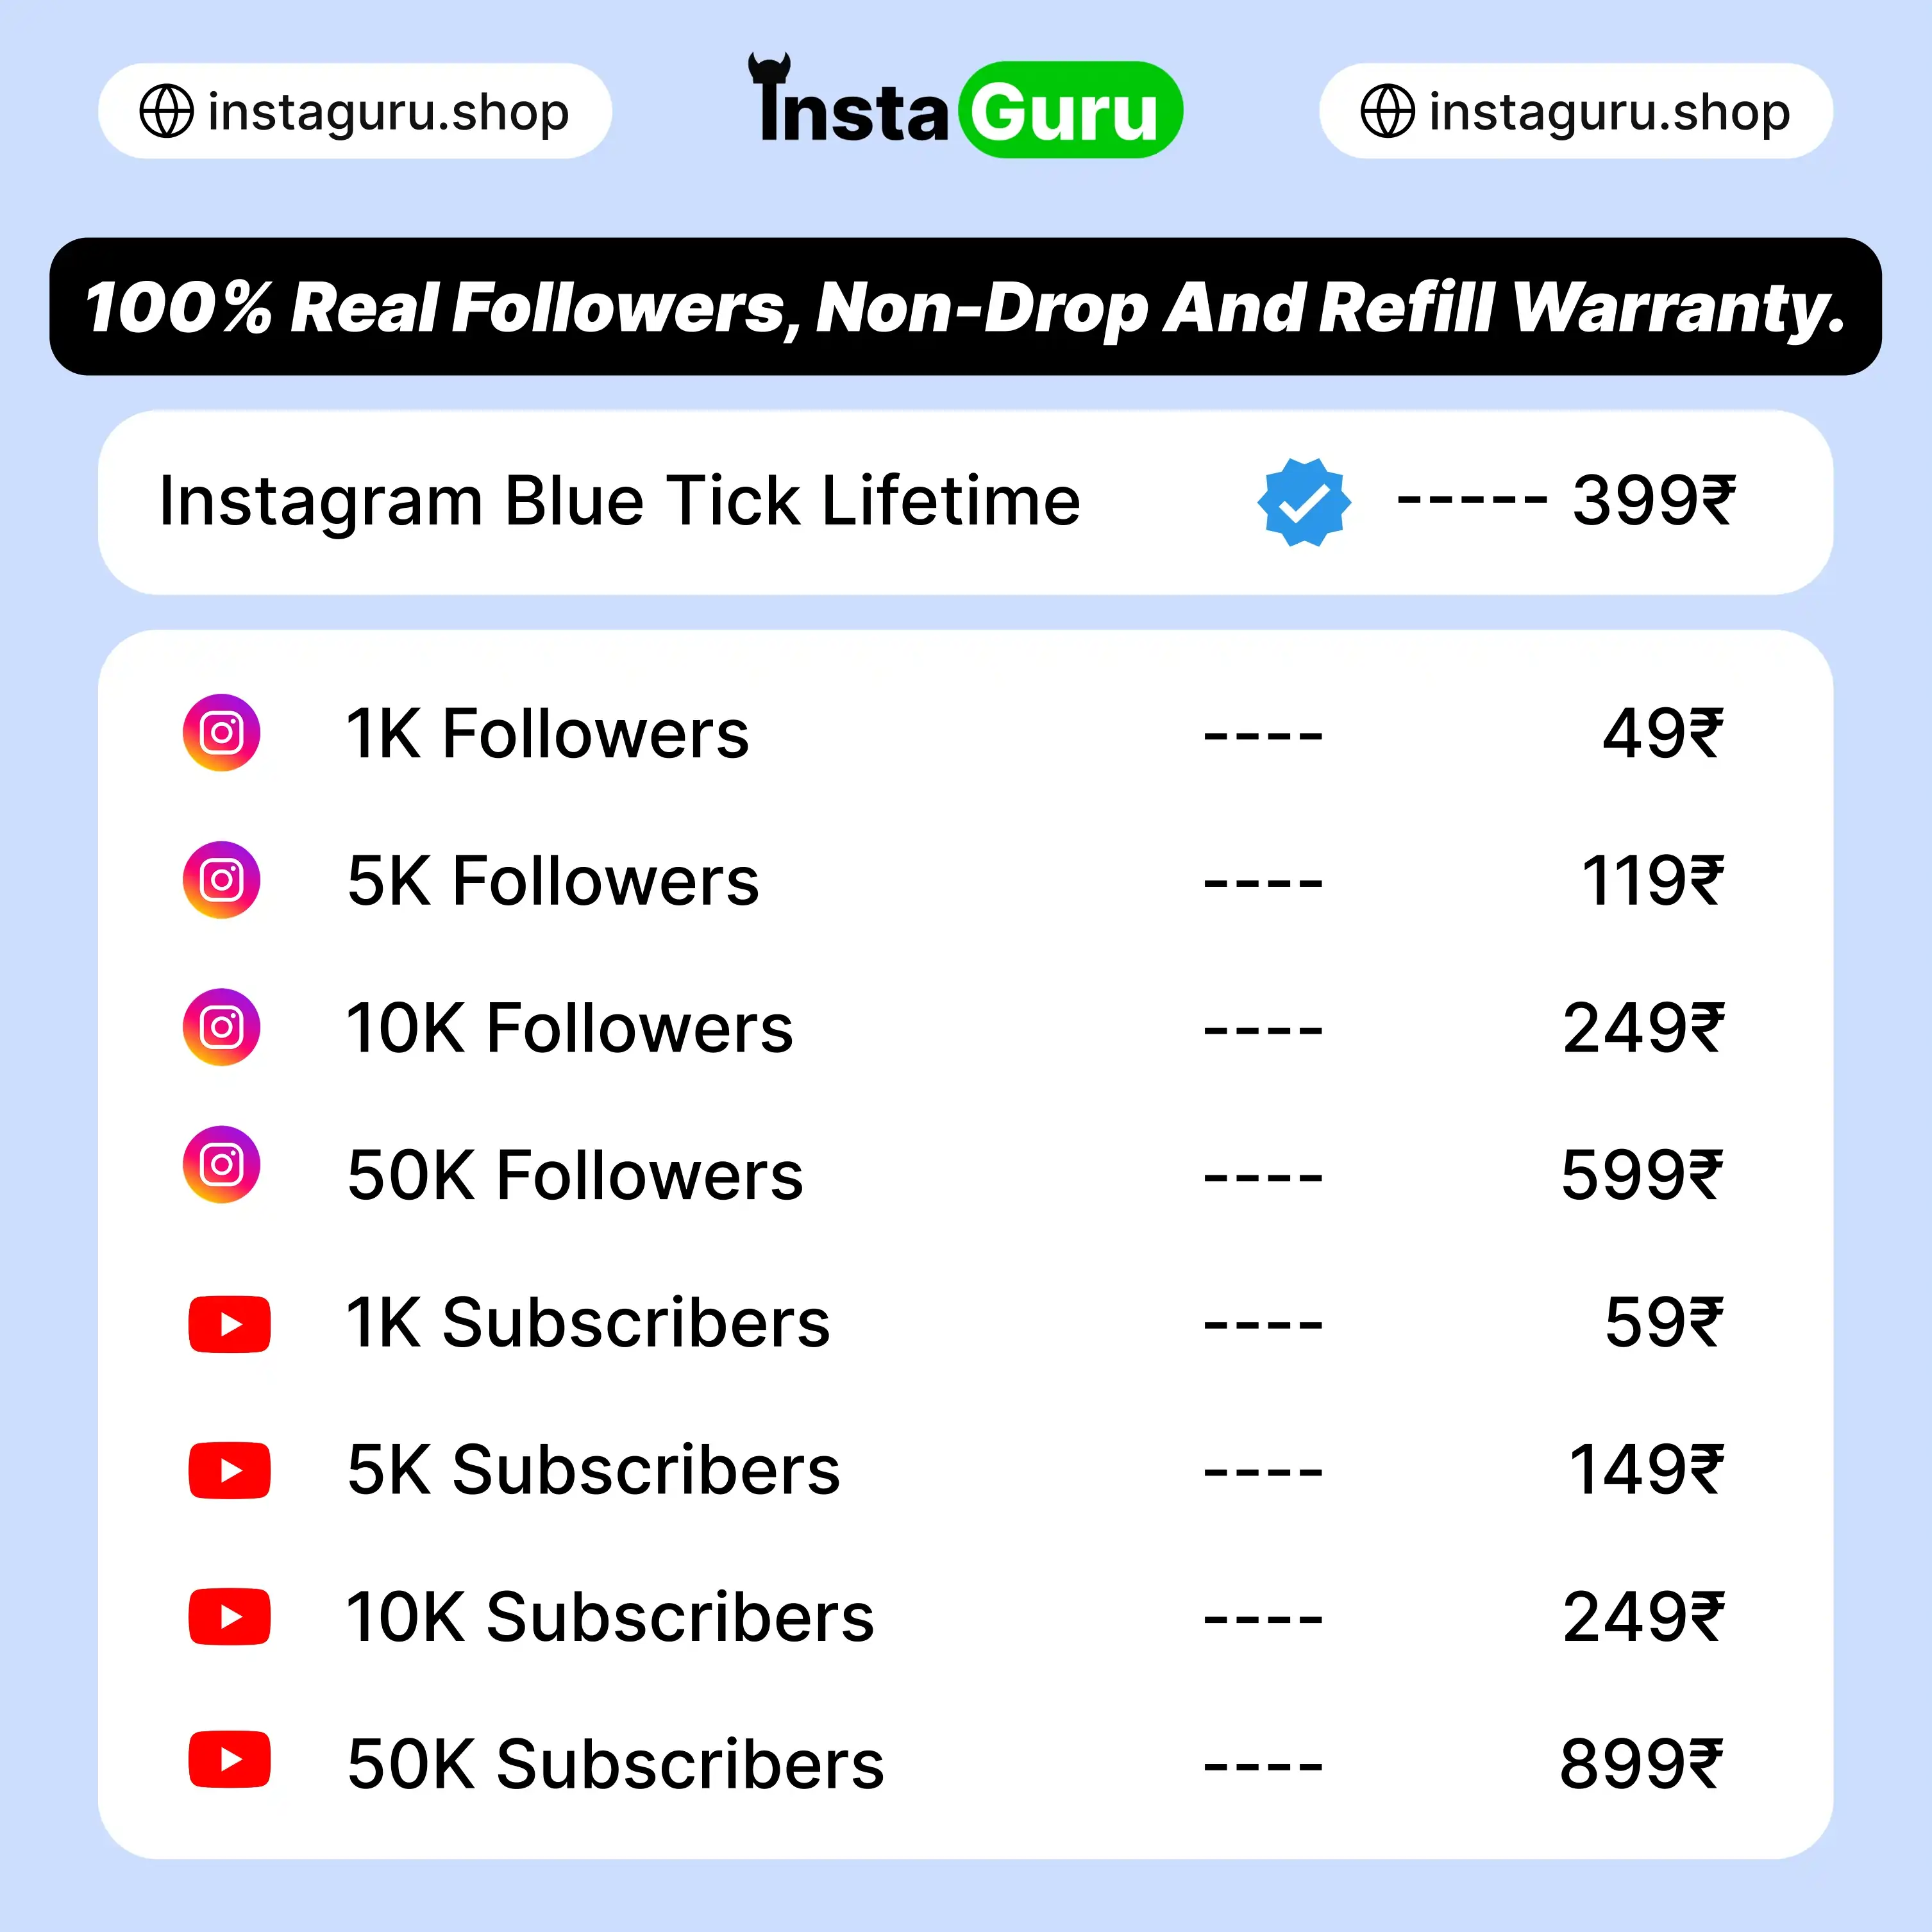 instaguru.shop
Insta Guru
instaguru.shop
100% Real Followers, Non-Drop And Refill Warranty.
Instagram Blue Tick Lifetime ----- 399₹
1K Followers ---- 49₹
5K Followers ---- 119₹
10K Followers ---- 249₹
50K Followers ---- 599₹
1K Subscribers ---- 59₹
5K Subscribers ---- 149₹
10K Subscribers ---- 249₹
50K Subscribers ---- 899₹